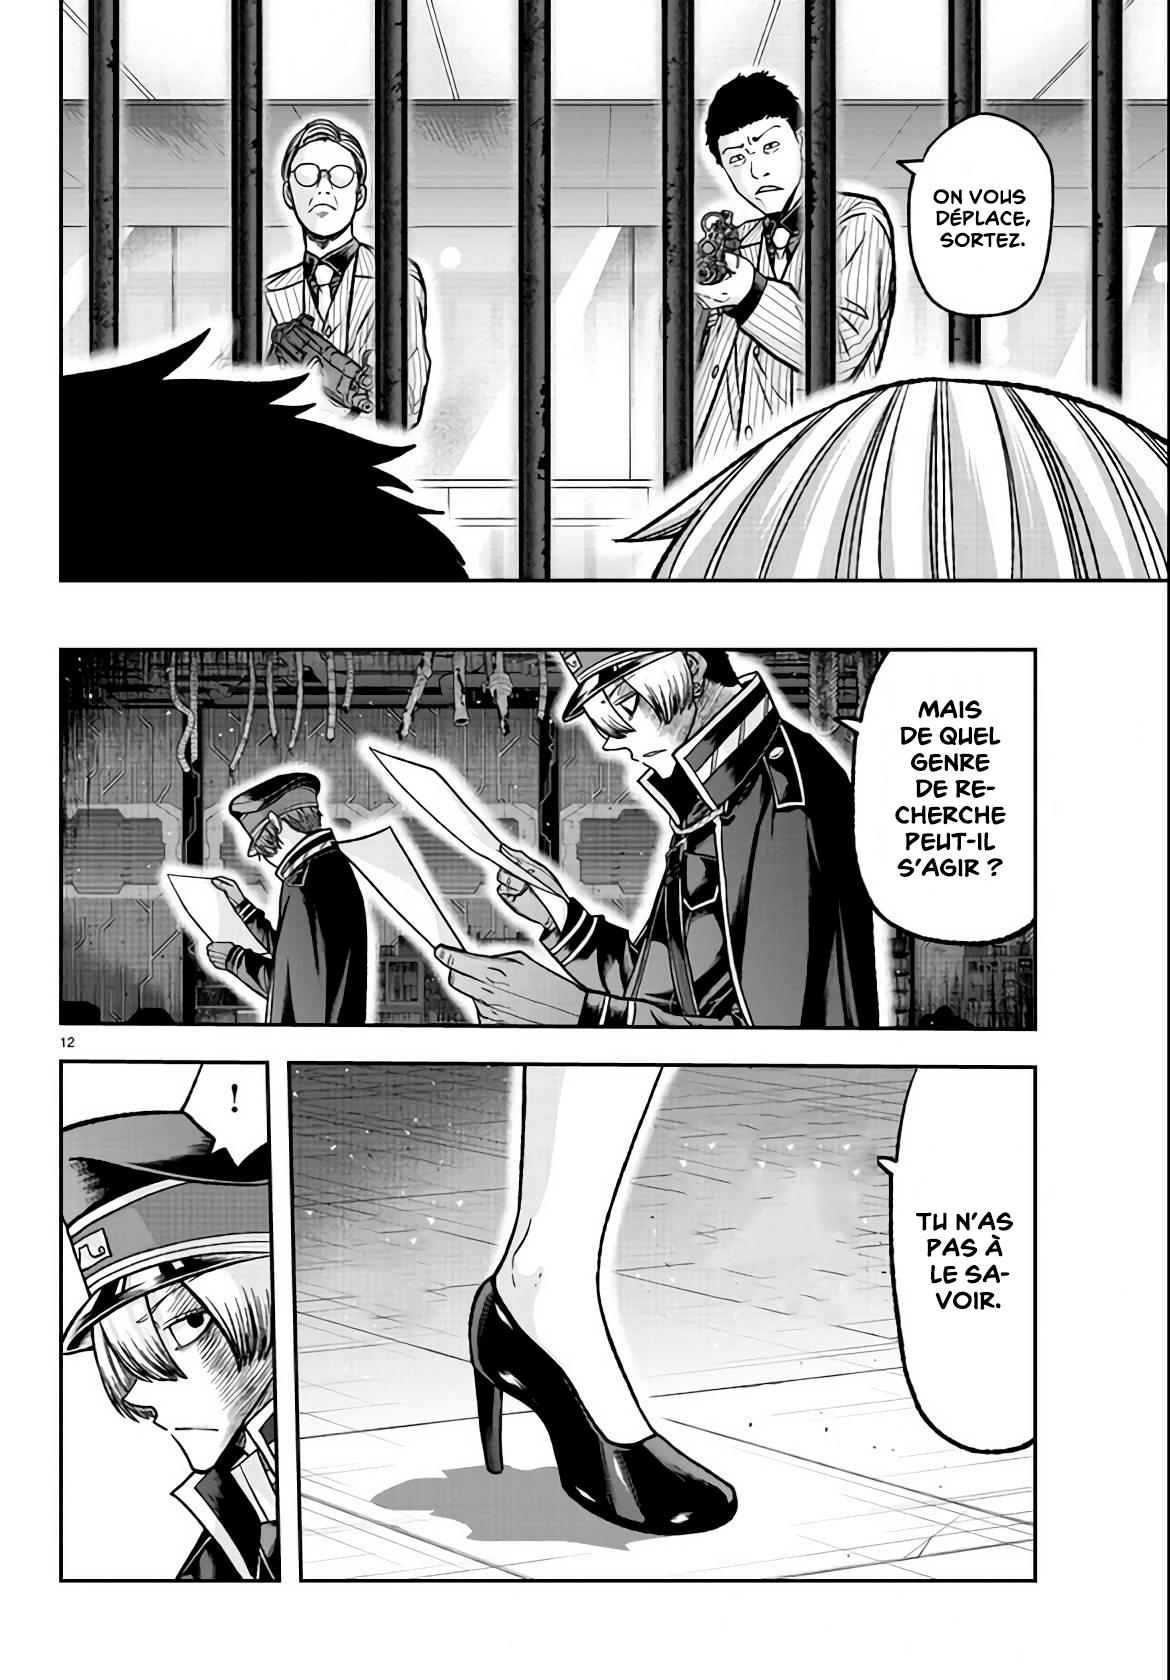 ON VOUS
DÉPLACE,
SORTEZ.
MAIS
DE QUEL
GENRE
DE RE-
CHERCHE
PEUT-IL
S'AGIR ?
12
TU N'AS
PAS À
LE SA-
VOIR.
!